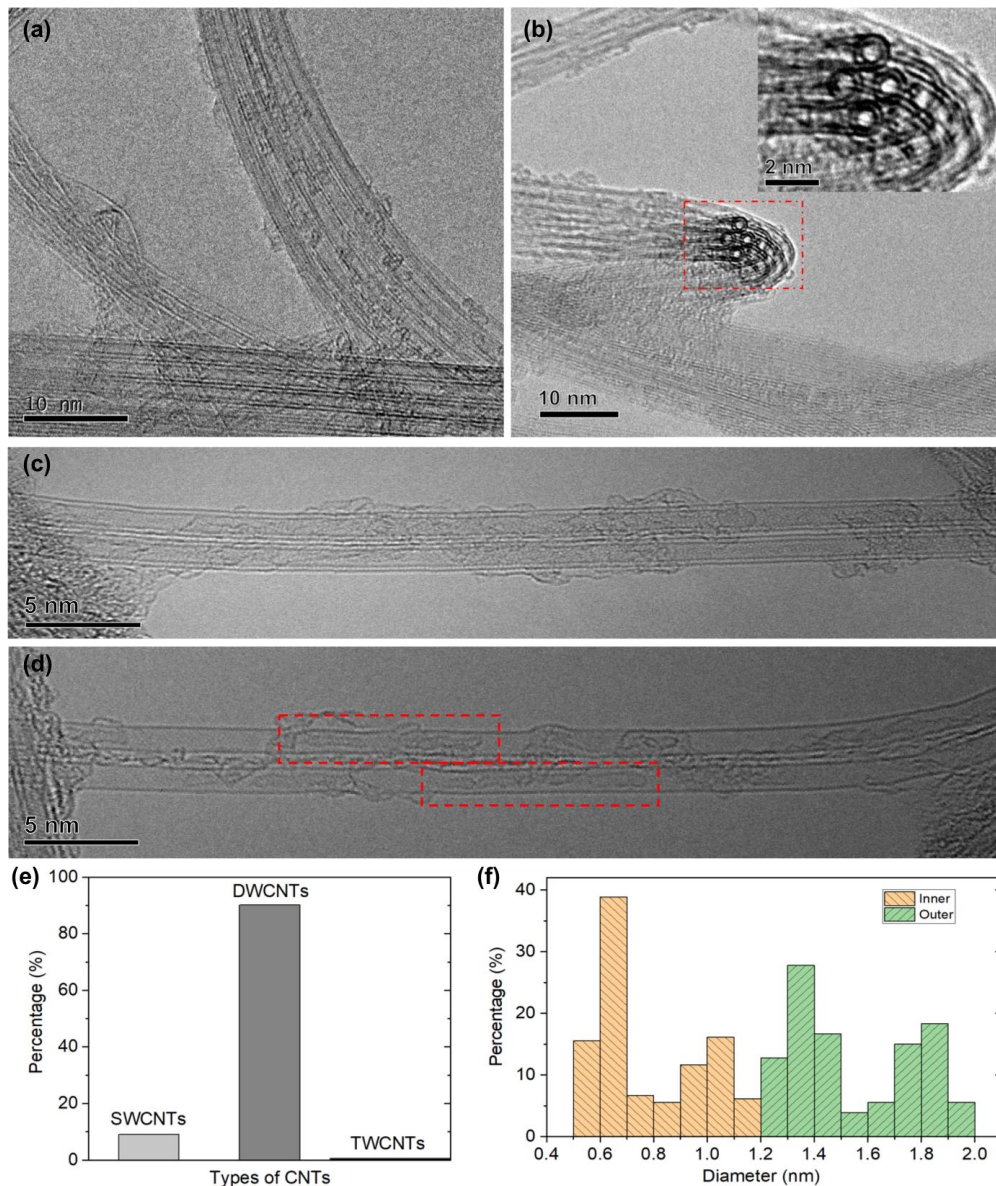 (a)
10 nm
(b)
2 nm
10 nm
(c)
5 nm
(d)
5 nm
(e)
100
80
60
40
20
0
Percentage (%)
SWCNTs
DWCNTs
TWCNTs
Types of CNTs
(f)
40
30
20
10
0
Percentage (%)
Inner
Outer
0.4 0.6 0.8 1.0 1.2 1.4 1.6 1.8 2.0
Diameter (nm)